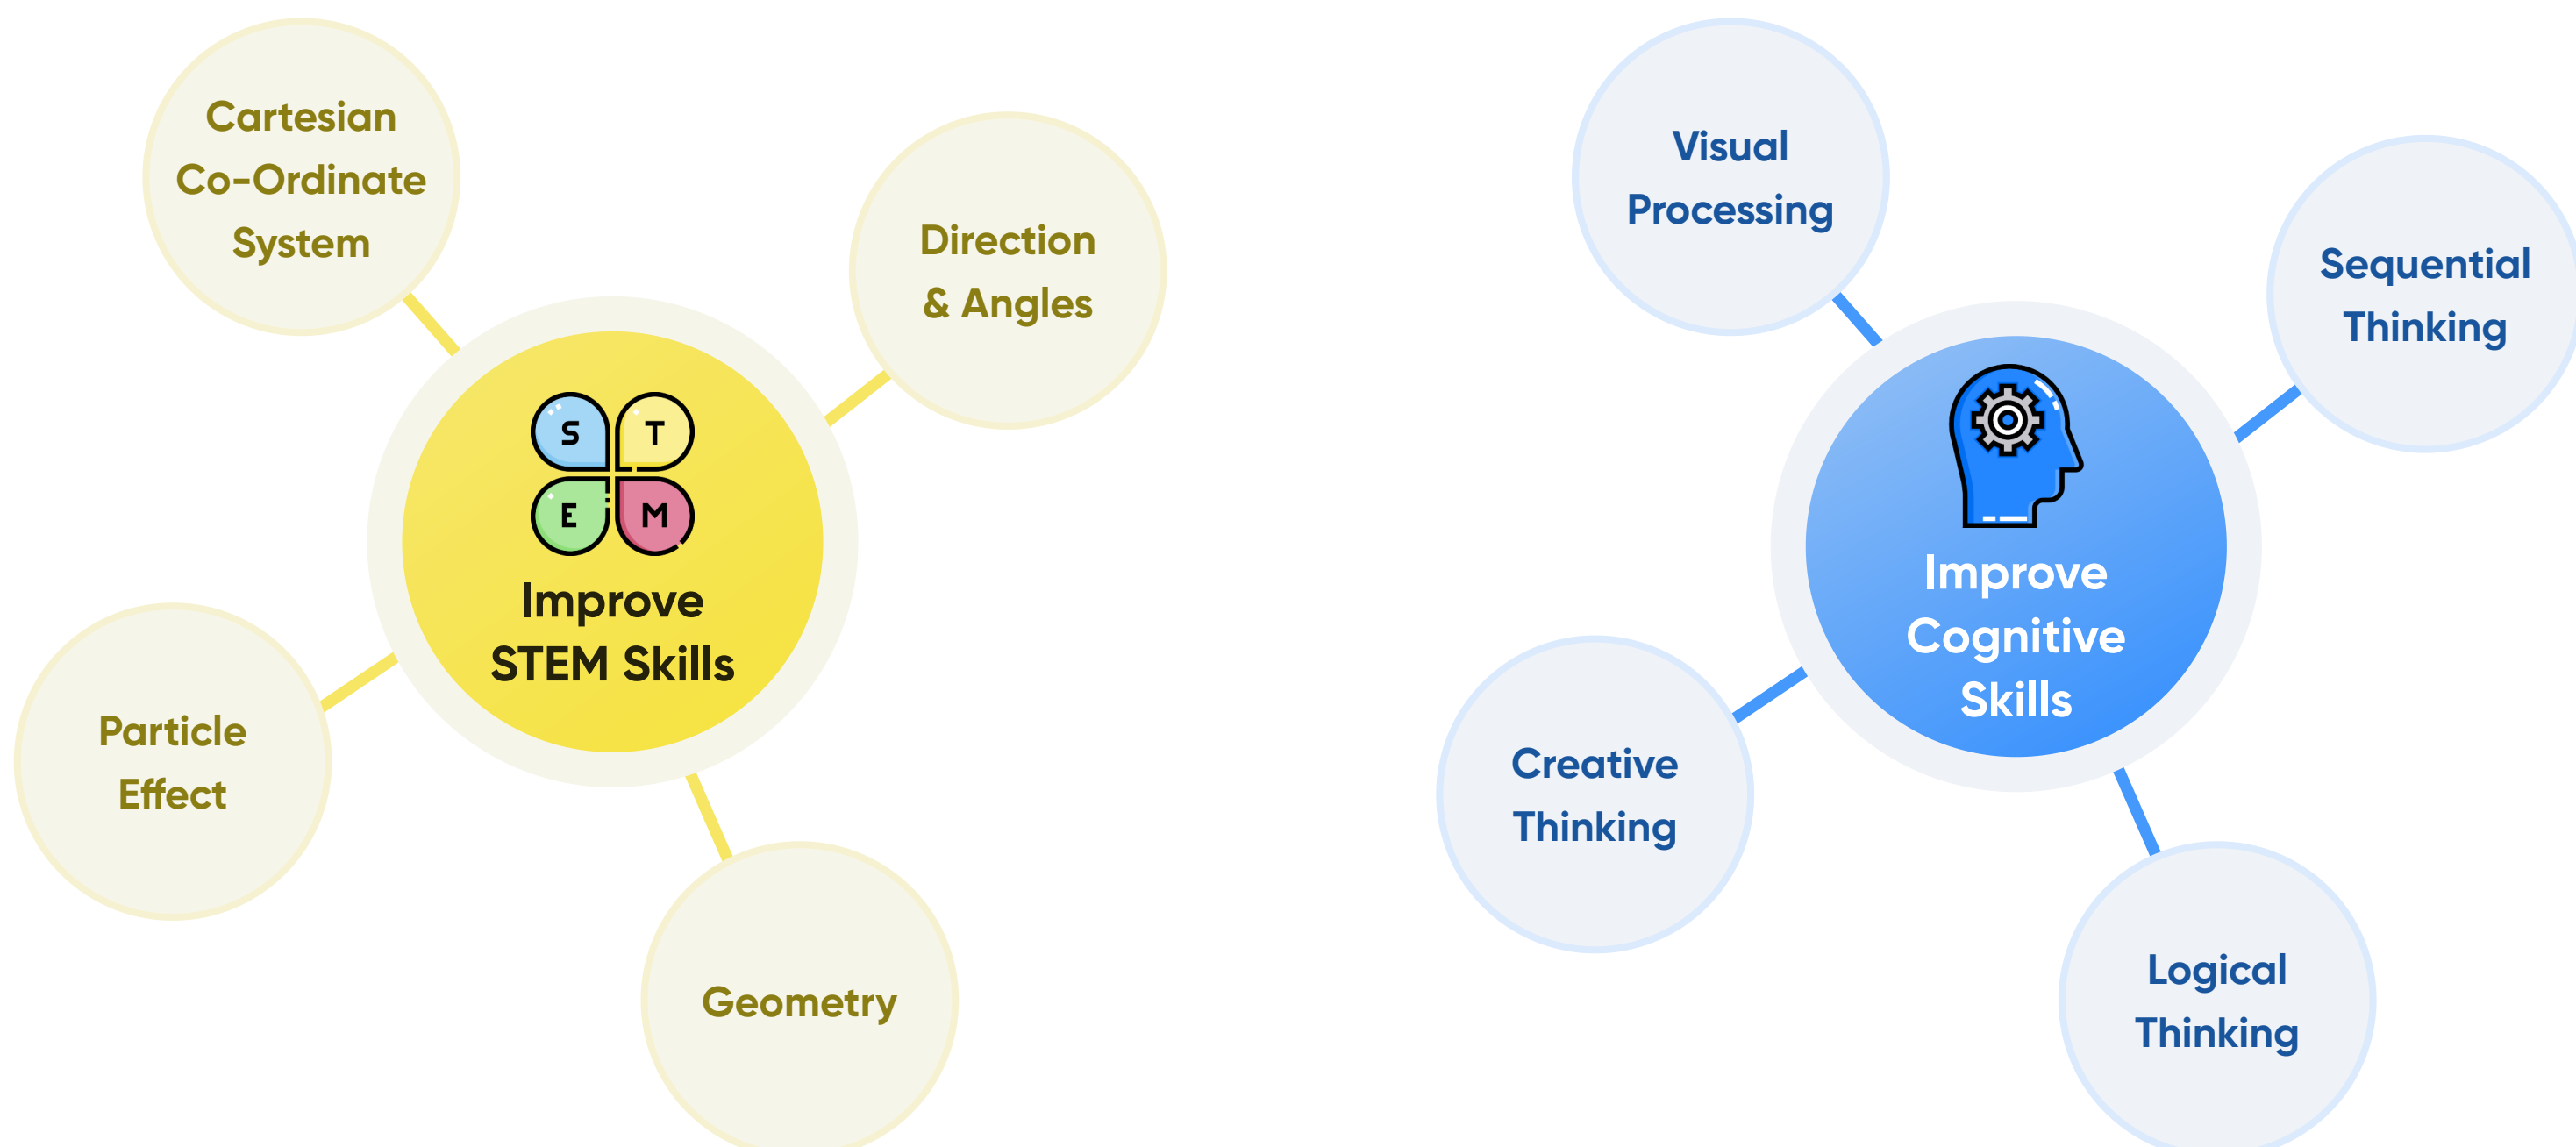 Cartesian
Co-Ordinate
System
Direction
& Angles
S T
E M
Improve
STEM Skills
Particle
Effect
Geometry
Visual
Processing
Sequential
Thinking
Improve
Cognitive
Skills
Creative
Thinking
Logical
Thinking